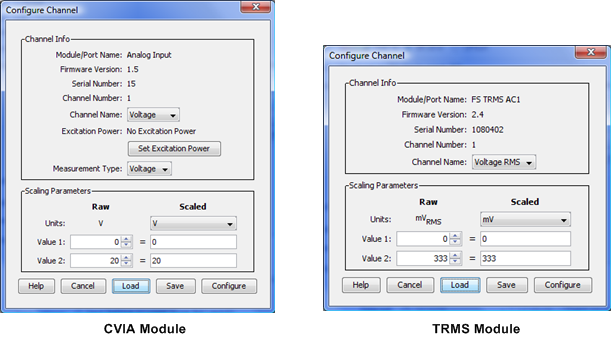 Configure Channel
Channel Info
Module/Port Name: Analog Input
Firmware Version: 1.5
Serial Number: 15
Channel Number: 1
Channel Name: Voltage
Excitation Power: No Excitation Power
Set Excitation Power
Measurement Type: Voltage
Scaling Parameters
Raw Scaled
Units: V V
Value 1: 0 = 0
Value 2: 20 = 20
Help Cancel Load Save Configure
CVIA Module
Configure Channel
Channel Info
Module/Port Name: FS TRMS AC1
Firmware Version: 2.4
Serial Number: 1080402
Channel Number: 1
Channel Name: Voltage RMS
Scaling Parameters
Raw Scaled
Units: mVRMS mV
Value 1: 0 = 0
Value 2: 333 = 333
Help Cancel Load Save Configure
TRMS Module